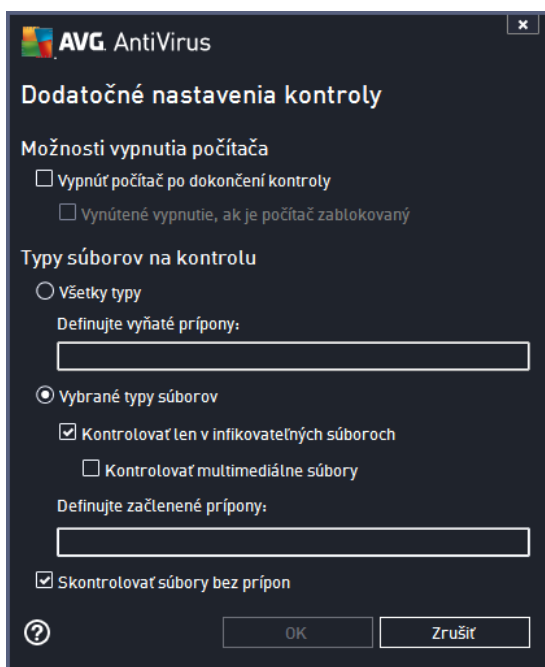 AVG. AntiVirus
Dodatočné nastavenia kontroly
Možnosti vypnutia počítača
Vypnúť počítač po dokončení kontroly
Vynútené vypnutie, ak je počítač zablokovaný
Typy súborov na kontrolu
Všetky typy
Definujte vyňaté prípony:
Vybrané typy súborov
Kontrolovať len v infikovateľných súboroch
Kontrolovať multimediálne súbory
Definujte začlenené prípony:
Skontrolovať súbory bez prípon
OK
Zrušiť